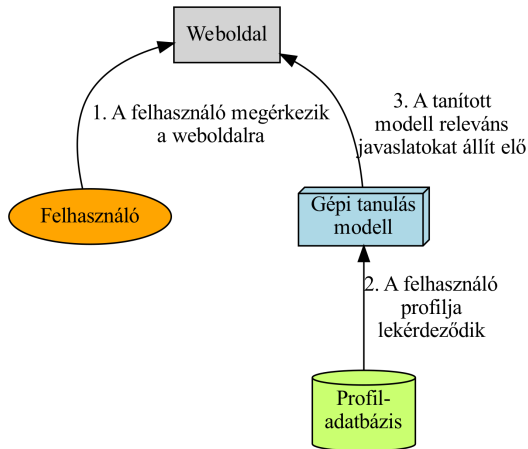 Weboldal
1. A felhasználó megérkezik
a weboldalra
3. A tanított
modell releváns
javaslatokat állít elő
Felhasználó
Gépi tanulás
modell
2. A felhasználó
profilja
lekérdeződik
Profil-
adatbázis